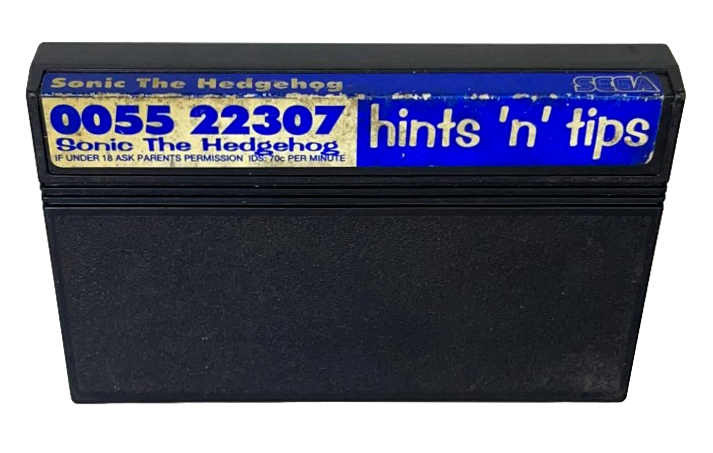 Sonic The Hedgehog SEGA
0055 22307 hints 'n' tips
Sonic The Hedgehog
IF UNDER 18 ASK PARENTS PERMISSION IDS: 70c PER MINUTE